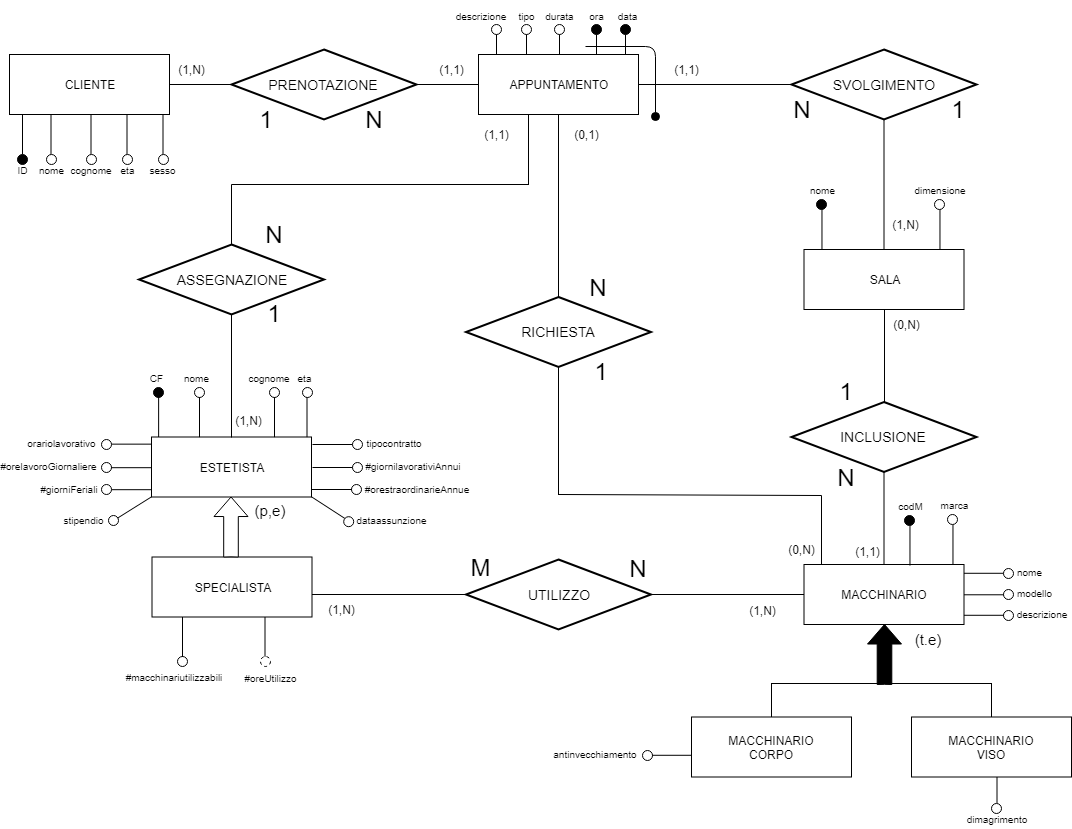 descrizione tipo durata ora data
CLIENTE
(1,N)
PRENOTAZIONE
(1,1)
APPUNTAMENTO
(1,1)
SVOLGIMENTO
1
N
N
1
(1,1)
(0,1)
ID nome cognome eta sesso
nome
dimensione
(1,N)
N
ASSEGNAZIONE
1
SALA
N
RICHIESTA
1
(0,N)
CF nome cognome eta
(1,N)
1
INCLUSIONE
N
orariolavorativo
#orelavoroGiornaliere
#giorniFeriali
stipendio
ESTETISTA
tipocontratto
#giornilavorativiAnnui
#orestraordinarieAnnue
dataassunzione
(p,e)
codM
marca
(0,N)
(1,1)
SPECIALISTA
(1,N)
M
UTILIZZO
N
(1,N)
MACCHINARIO
nome
modello
descrizione
(t.e)
#macchinariutilizzabili
#oreUtilizzo
MACCHINARIO
CORPO
antinvecchiamento
MACCHINARIO
VISO
dimagrimento